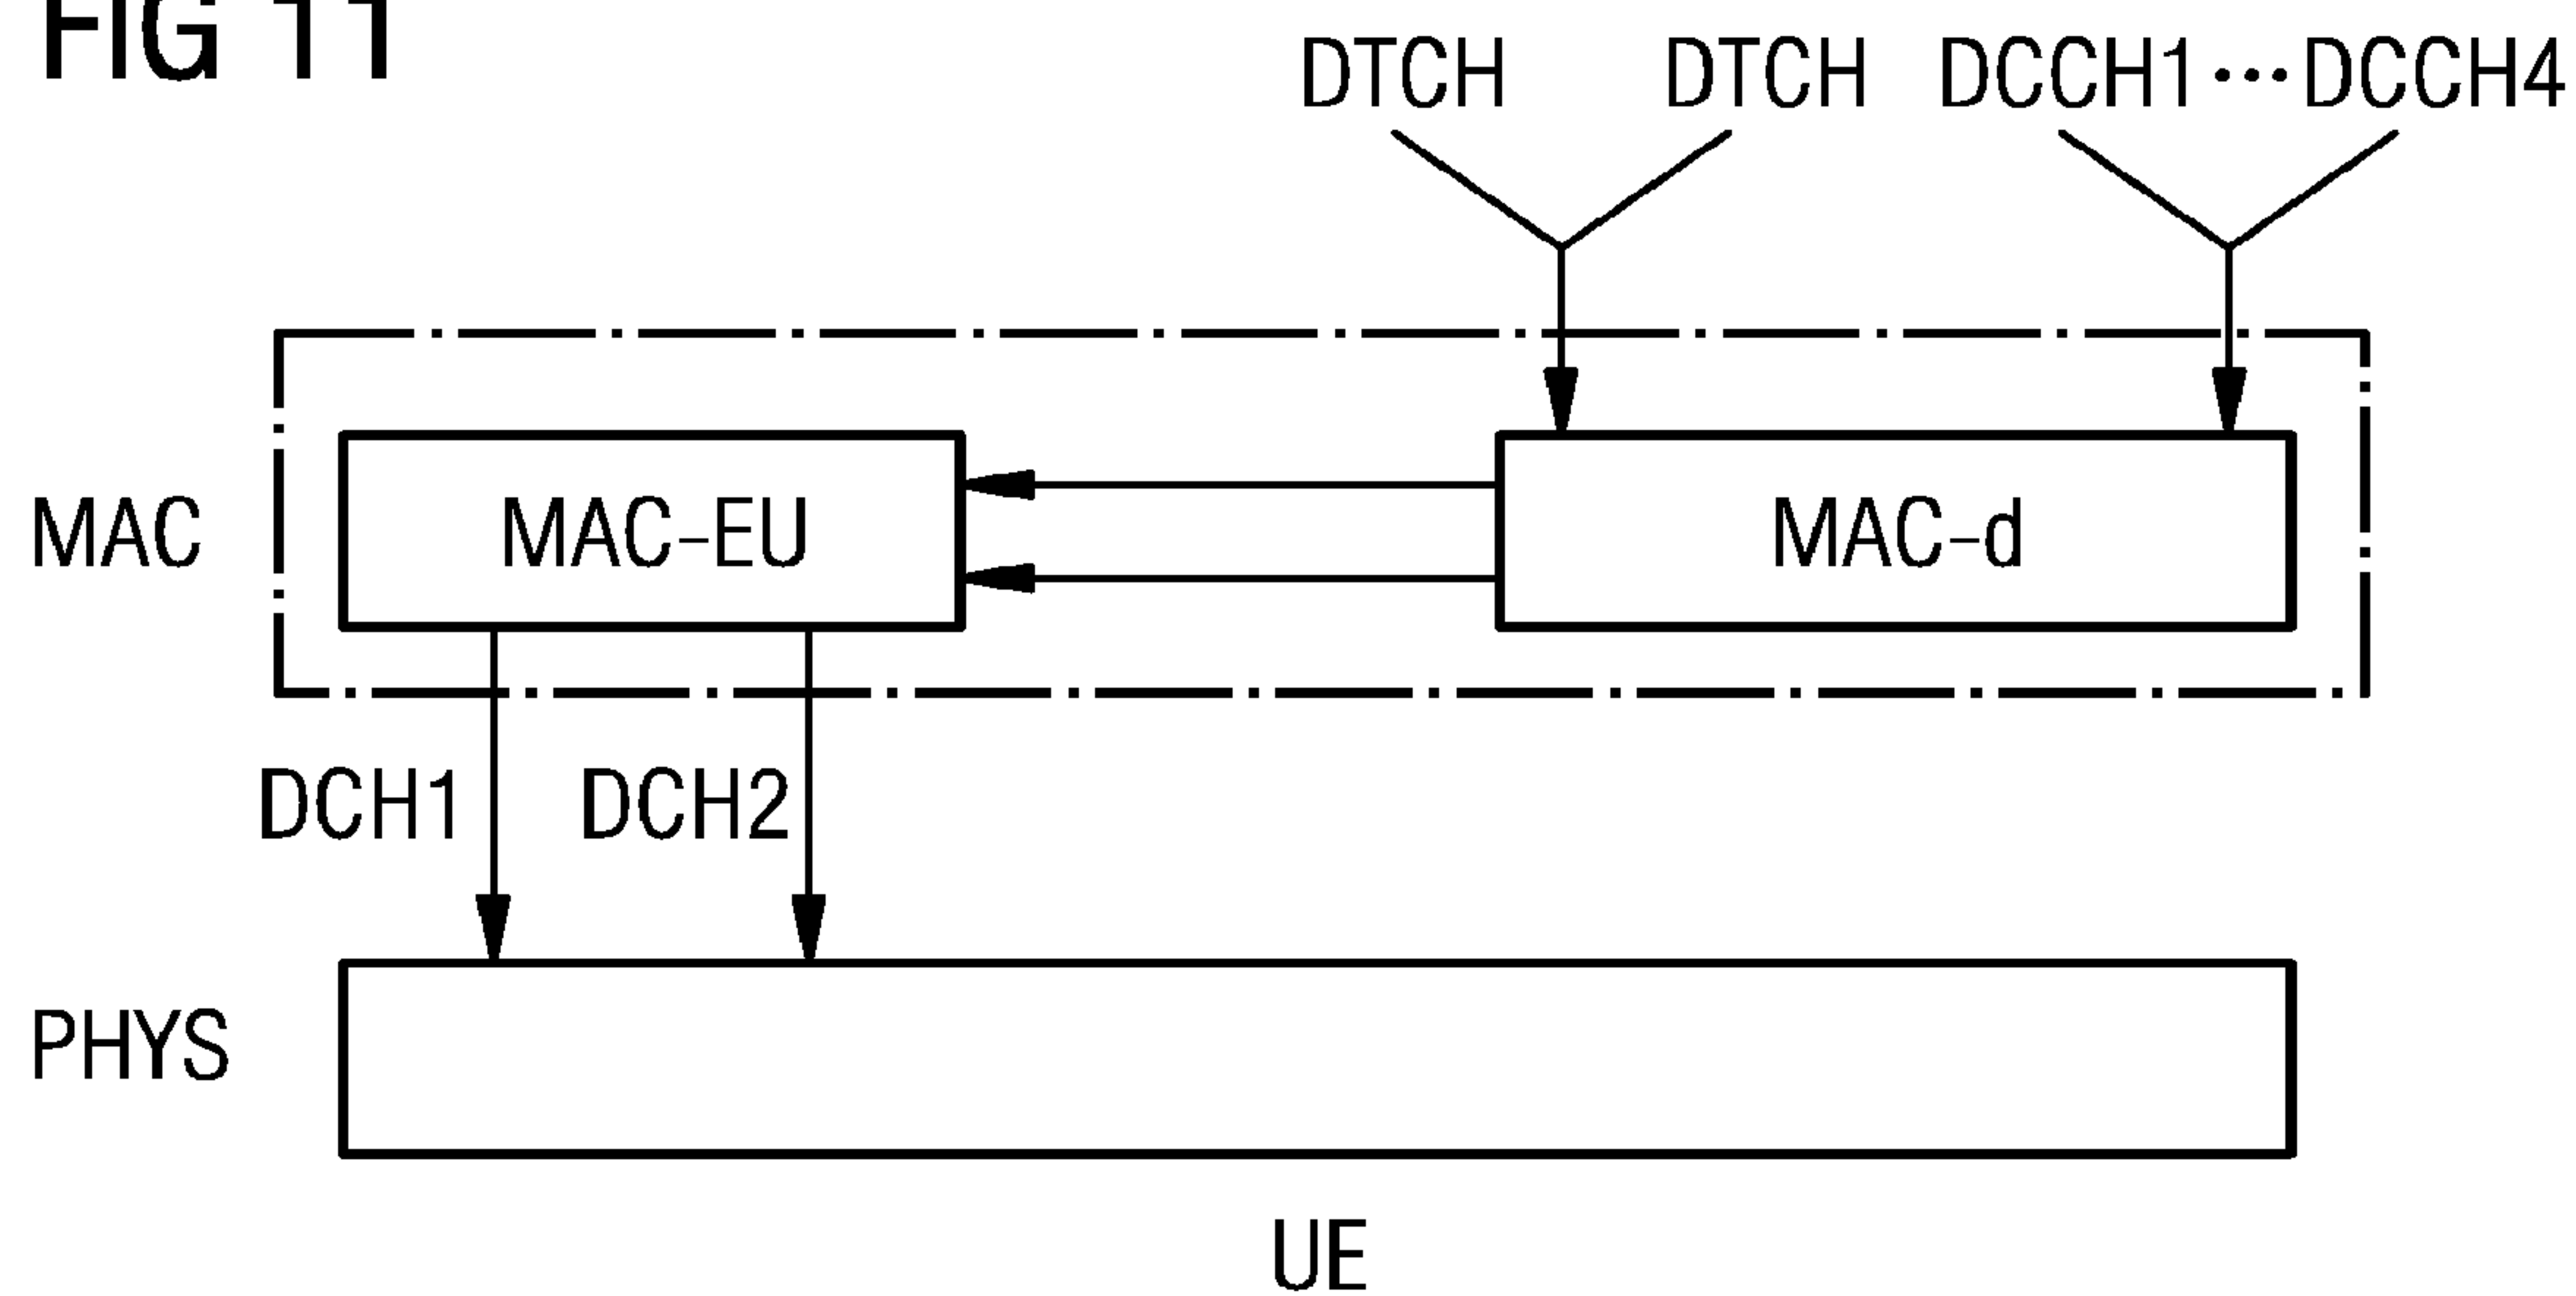 FIG 11
DTCH DTCH DCCH1 ••• DCCH4
MAC MAC-EU MAC-d
DCH1 DCH2
PHYS
UE